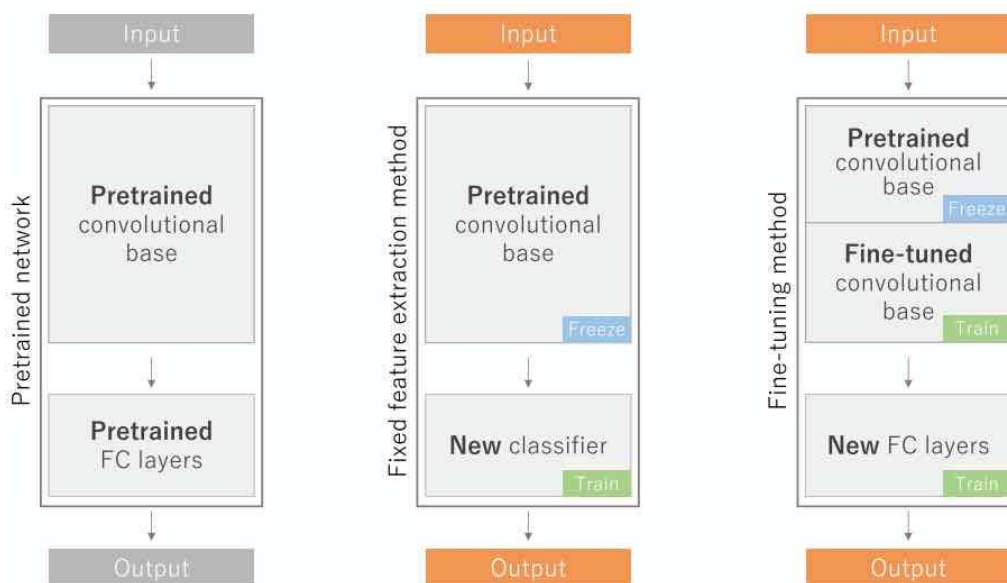 Input
Pretrained network
Pretrained
convolutional
base
Pretrained
FC layers
Output
Input
Fixed feature extraction method
Pretrained
convolutional
base
Freeze
New classifier
Train
Output
Input
Fine-tuning method
Pretrained
convolutional
base
Freeze
Fine-tuned
convolutional
base
Train
New FC layers
Train
Output